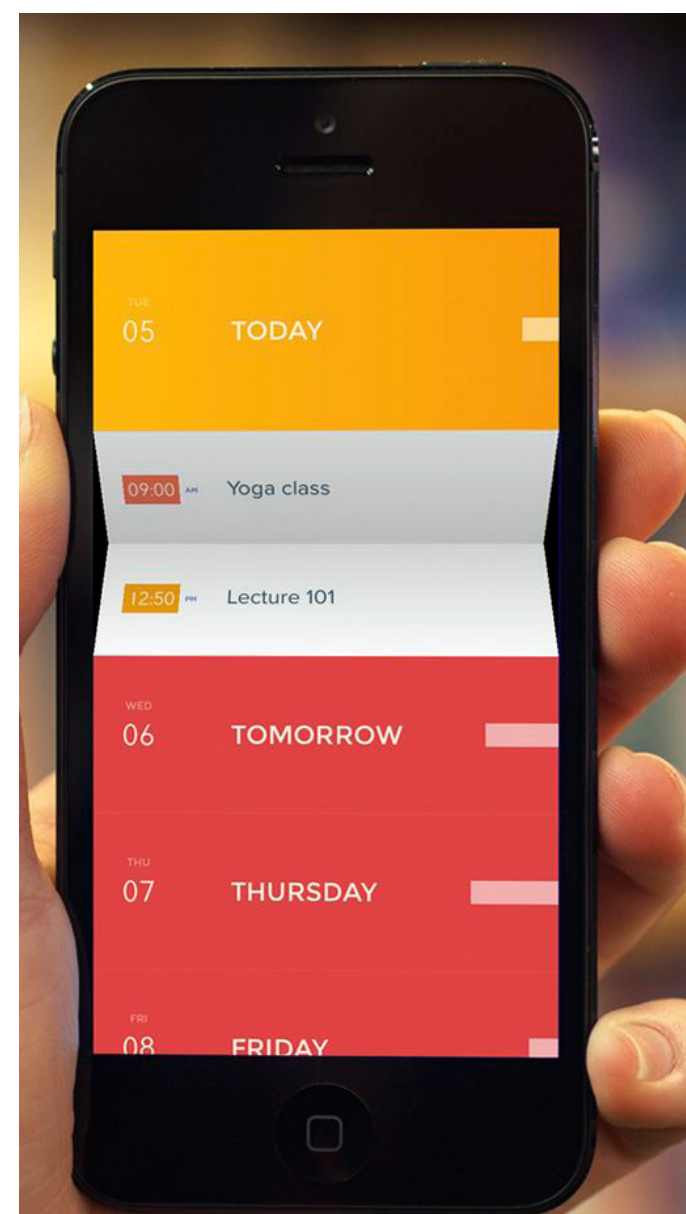 TUE
05 TODAY
09:00 AM Yoga class
12:50 PM Lecture 101
WED
06 TOMORROW
THU
07 THURSDAY
FRI
08 FRIDAY